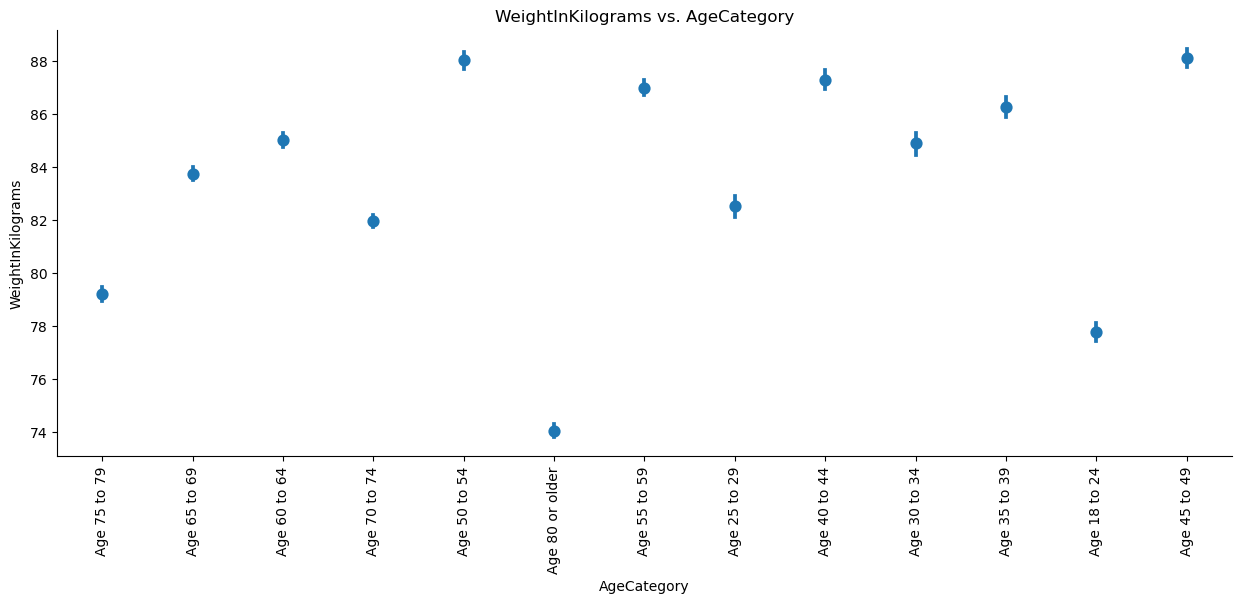 WeightInKilograms vs. AgeCategory
WeightInKilograms
88
86
84
82
80
78
76
74
Age 75 to 79
Age 65 to 69
Age 60 to 64
Age 70 to 74
Age 50 to 54
Age 80 or older
Age 55 to 59
Age 25 to 29
Age 40 to 44
Age 30 to 34
Age 35 to 39
Age 18 to 24
Age 45 to 49
AgeCategory